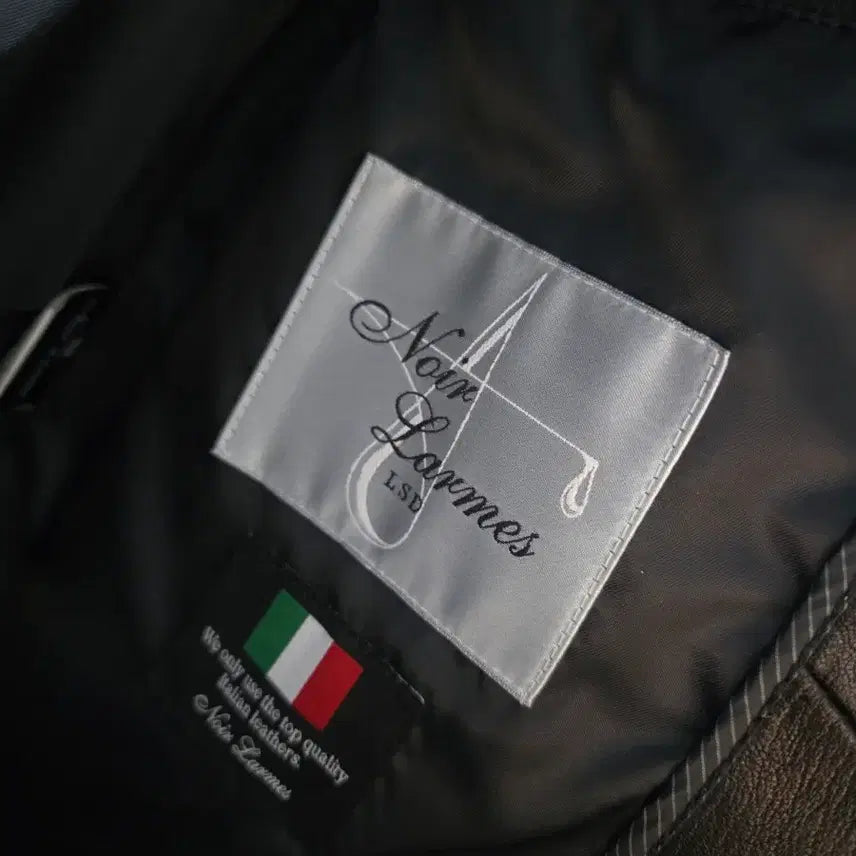 Noir
Larmes
LSD
We only use the top quality
Italian leathers.
Noir Larmes